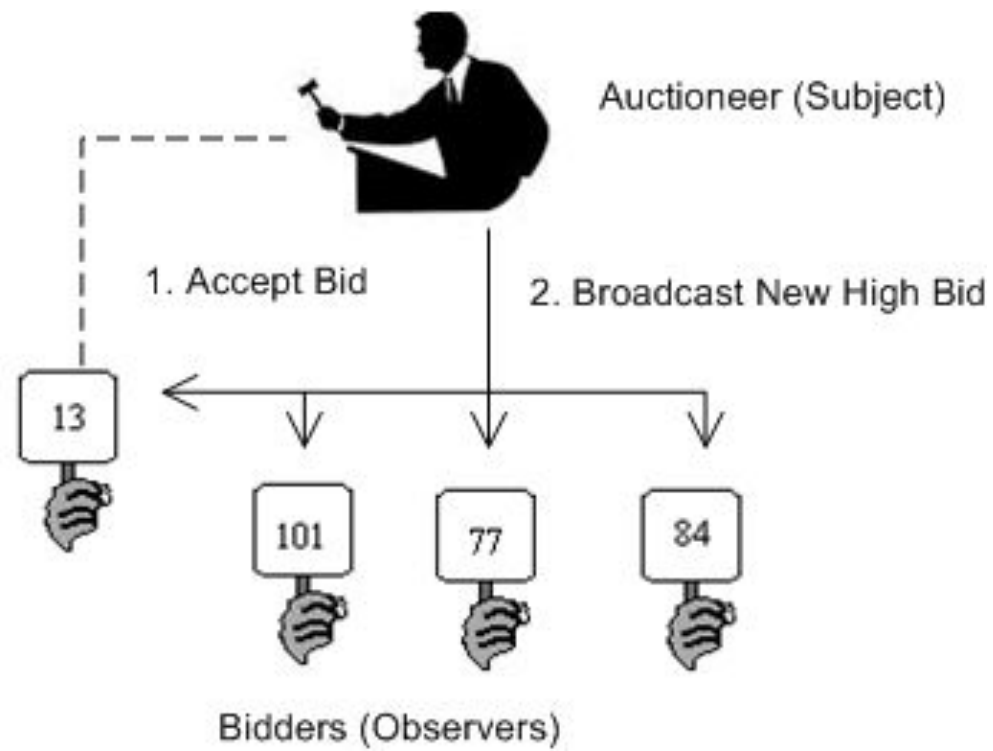 Auctioneer (Subject)
1. Accept Bid
2. Broadcast New High Bid
13
101
77
84
Bidders (Observers)